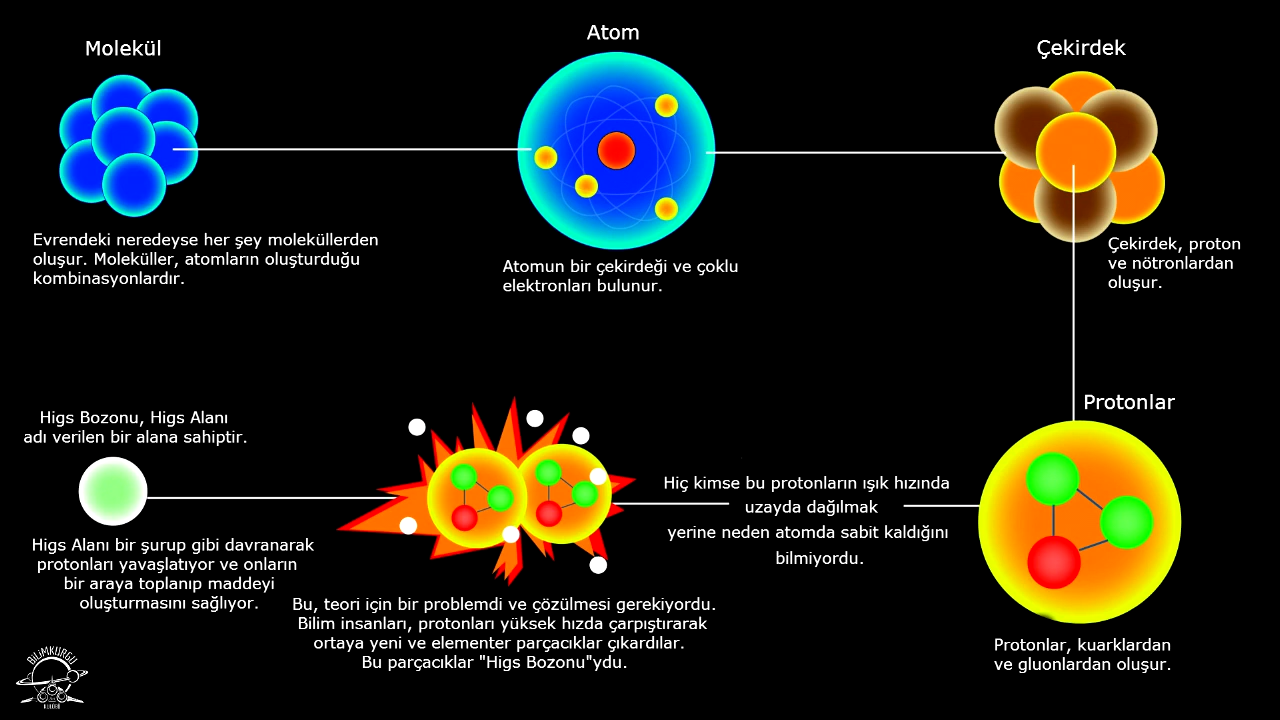 Molekül
Evrendeki neredeyse her şey moleküllerden
oluşur. Moleküller, atomların oluşturduğu
kombinasyonlardır.
Atom
Atomun bir çekirdeği ve çoklu
elektronları bulunur.
Çekirdek
Çekirdek, proton
ve nötronlardan
oluşur.
Protonlar
Protonlar, kuarklardan
ve gluonlardan oluşur.
Hiç kimse bu protonların ışık hızında
uzayda dağılmak
yerine neden atomda sabit kaldığını
bilmiyordu.
Bu, teori için bir problemdi ve çözülmesi gerekiyordu.
Bilim insanları, protonları yüksek hızda çarpıştırarak
ortaya yeni ve elementer parçacıklar çıkardılar.
Bu parçacıklar "Higs Bozonu"ydu.
Higs Bozonu, Higs Alanı
adı verilen bir alana sahiptir.
Higs Alanı bir şurup gibi davranarak
protonları yavaşlatıyor ve onların
bir araya toplanıp maddeyi
oluşturmasını sağlıyor.
BİLİMKURGU
KULÜBÜ